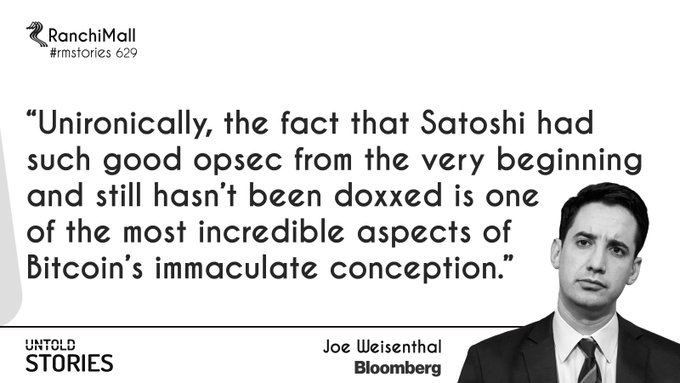 RanchiMall
#rmstories 629
“Unironically, the fact that Satoshi had
such good opsec from the very beginning
and still hasn’t been doxxed is one
of the most incredible aspects of
Bitcoin’s immaculate conception.”
UNTOLD
STORIES
Joe Weisenthal
Bloomberg